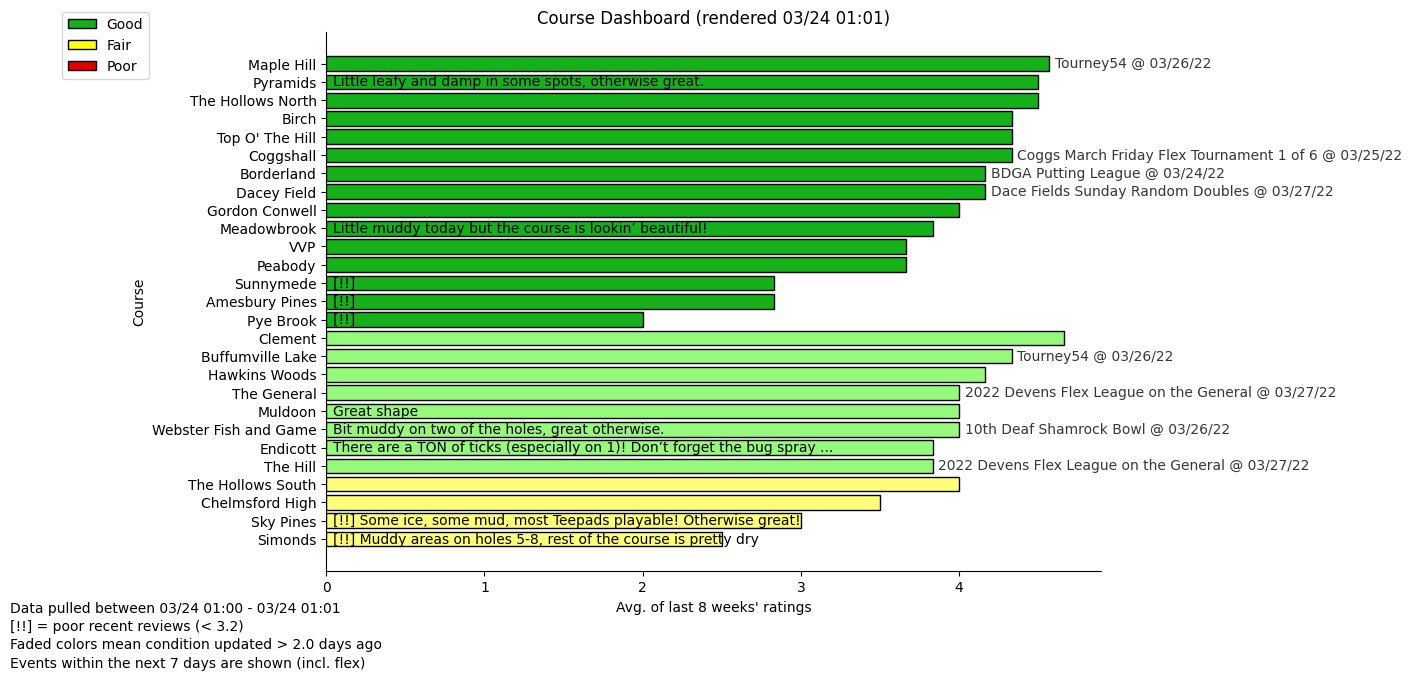 Course Dashboard (rendered 03/24 01:01)
Good
Fair
Poor
Course
Maple Hill Tourney54 @ 03/26/22
Pyramids Little leafy and damp in some spots, otherwise great.
The Hollows North
Birch
Top O' The Hill
Coggshall Coggs March Friday Flex Tournament 1 of 6 @ 03/25/22
Borderland BDGA Putting League @ 03/24/22
Dacey Field Dace Fields Sunday Random Doubles @ 03/27/22
Gordon Conwell
Meadowbrook Little muddy today but the course is lookin’ beautiful!
VVP
Peabody
Sunnymede [!!]
Amesbury Pines [!!]
Pye Brook [!!]
Clement
Buffumville Lake Tourney54 @ 03/26/22
Hawkins Woods
The General 2022 Devens Flex League on the General @ 03/27/22
Muldoon Great shape
Webster Fish and Game Bit muddy on two of the holes, great otherwise. 10th Deaf Shamrock Bowl @ 03/26/22
Endicott There are a TON of ticks (especially on 1)! Don’t forget the bug spray ...
The Hill 2022 Devens Flex League on the General @ 03/27/22
The Hollows South
Chelmsford High
Sky Pines [!!] Some ice, some mud, most Teepads playable! Otherwise great!
Simonds [!!] Muddy areas on holes 5-8, rest of the course is pretty dry
0 1 2 3 4
Avg. of last 8 weeks' ratings
Data pulled between 03/24 01:00 - 03/24 01:01
[!!] = poor recent reviews (< 3.2)
Faded colors mean condition updated > 2.0 days ago
Events within the next 7 days are shown (incl. flex)